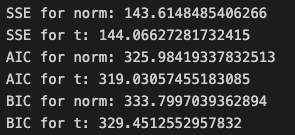 SSE for norm: 143.6148485406266
SSE for t: 144.06627281732415
AIC for norm: 325.98419337832513
AIC for t: 319.03057455183085
BIC for norm: 333.7997039362894
BIC for t: 329.4512552957832